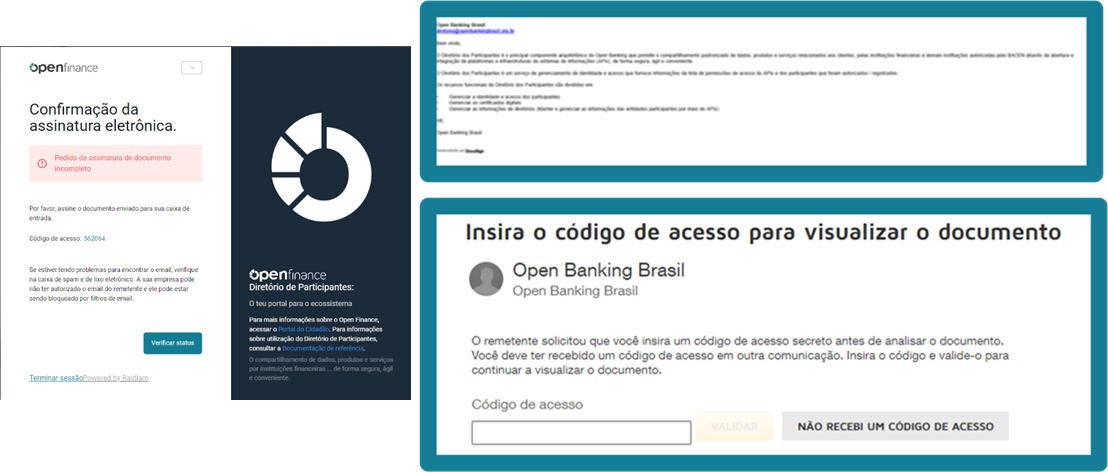 openfinance
Confirmação da
assinatura eletrônica.
Pedido de assinatura de documento
incompleto
Por favor, assine o documento enviado para sua caixa de
entrada.
Código de acesso: 562064
Se estiver tendo problemas para encontrar o email, verifique
na caixa de spam e de lixo eletrônico. A sua empresa pode
não ter autorizado o email do remetente e ele pode estar
sendo bloqueado por filtros de email.
Verificar status
Terminar sessão Powered by Raidiam
openfinance
Diretório de Participantes:
O teu portal para o ecossistema
Para mais informações sobre o Open Finance,
acessar o Portal do Cidadão. Para informações
sobre utilização do Diretório de Participantes,
consultar a Documentação de referência.
O compartilhamento de dados, produtos e serviços
por instituições financeiras ... de forma segura, ágil
e conveniente.
Open Banking Brasil
diretorio@openbankingbrasil.org.br
Bem vindo,
O Diretório dos Participantes é o principal componente arquitetônico do Open Banking que permite o compartilhamento padronizado de dados, produtos e serviços relacionados aos clientes, pelas instituições financeiras e demais instituições autorizadas pelo BACEN através da abertura e
integração de plataformas e infraestruturas de sistemas de informações (APIs), de forma segura, ágil e conveniente.
O Diretório dos Participantes é um serviço de gerenciamento de identidade e acessos que fornece informações da lista de permissões de acesso às APIs e dos participantes que foram autorizados / registrados.
Os recursos funcionais do Diretório dos Participantes são divididos em
• Gerenciar a identidade e acesso dos participantes
• Gerenciar os certificados digitais
• Gerenciar as informações de diretórios (Manter e gerenciar as informações das entidades participantes por meio de APIs)
Open Banking Brasil
DocuSign
Insira o código de acesso para visualizar o documento
Open Banking Brasil
Open Banking Brasil
O remetente solicitou que você insira um código de acesso secreto antes de analisar o documento.
Você deve ter recebido um código de acesso em outra comunicação. Insira o código e valide-o para
continuar a visualizar o documento.
Código de acesso
VALIDAR
NÃO RECEBI UM CÓDIGO DE ACESSO